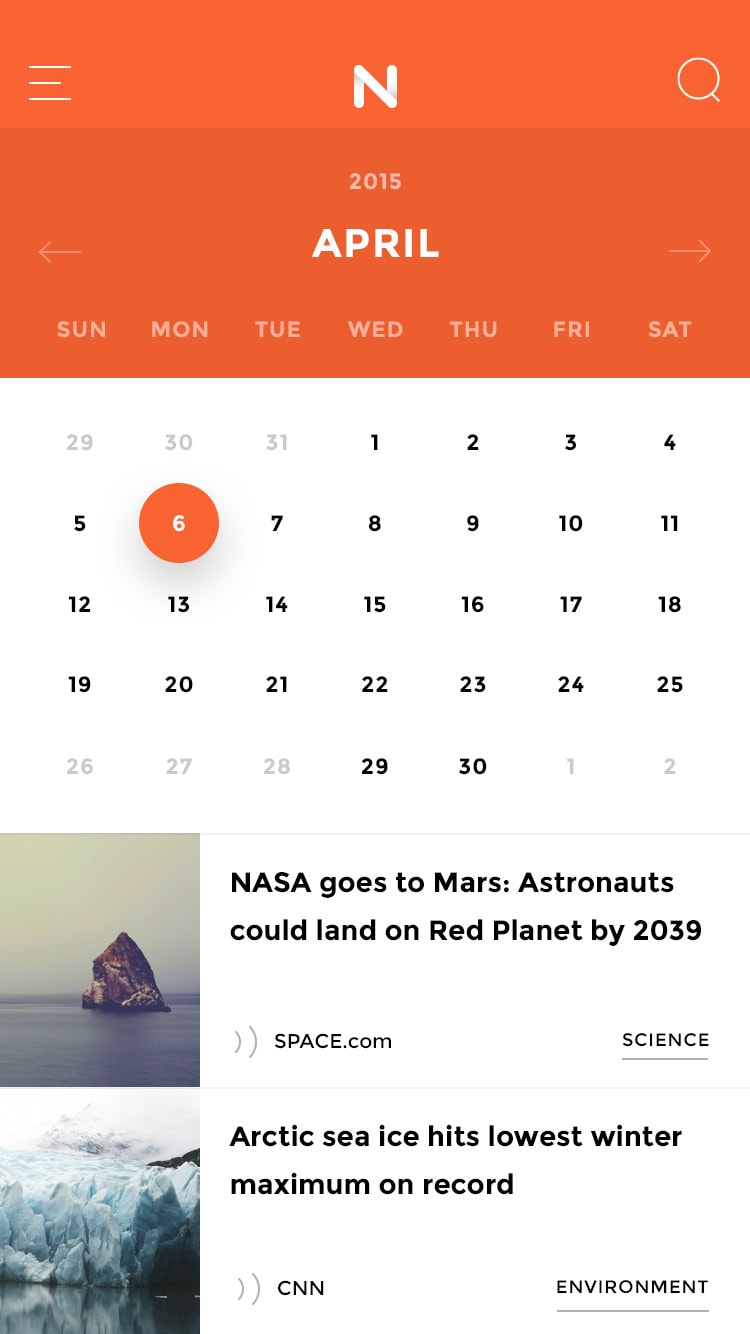 N
2015
APRIL
SUN MON TUE WED THU FRI SAT
29 30 31 1 2 3 4
5 6 7 8 9 10 11
12 13 14 15 16 17 18
19 20 21 22 23 24 25
26 27 28 29 30 1 2
NASA goes to Mars: Astronauts
could land on Red Planet by 2039
SPACE.com SCIENCE
Arctic sea ice hits lowest winter
maximum on record
CNN ENVIRONMENT